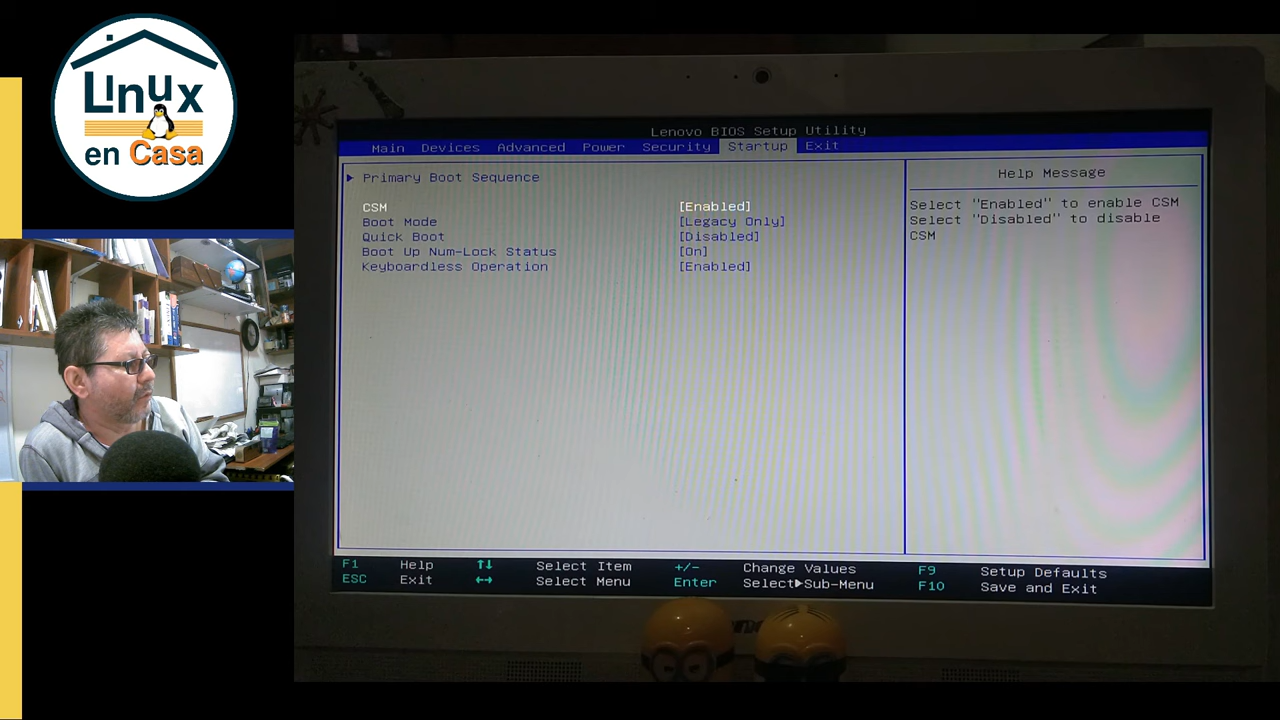 Linux
en Casa
Lenovo BIOS Setup Utility
Main Devices Advanced Power Security Startup Exit
Primary Boot Sequence
CSM [Enabled]
Boot Mode [Legacy Only]
Quick Boot [Disabled]
Boot Up Num-Lock Status [On]
Keyboardless Operation [Enabled]
Help Message
Select "Enabled" to enable CSM
Select "Disabled" to disable
CSM
F1 Help ↑↓ Select Item +/- Change Values F9 Setup Defaults
ESC Exit ←→ Select Menu Enter Select▶Sub-Menu F10 Save and Exit